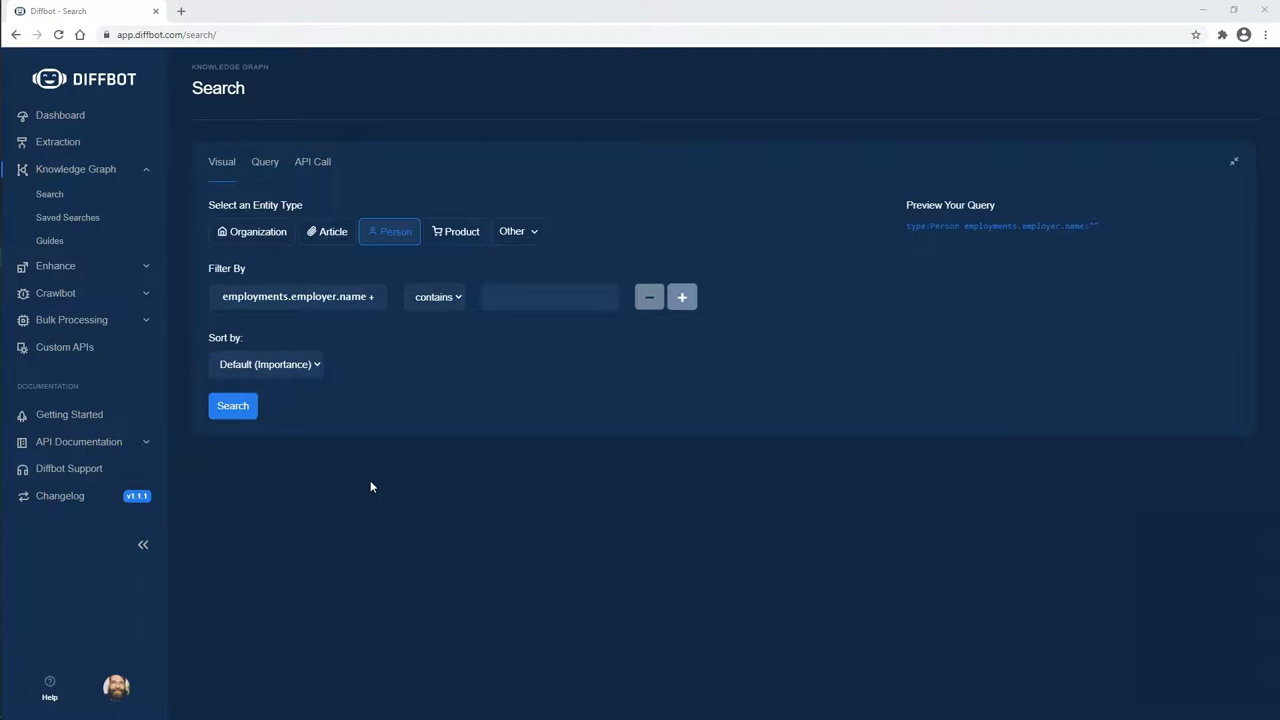 Diffbot - Search
app.diffbot.com/search/
DIFFBOT
Dashboard
Extraction
Knowledge Graph
Search
Saved Searches
Guides
Enhance
Crawlbot
Bulk Processing
Custom APIs
DOCUMENTATION
Getting Started
API Documentation
Diffbot Support
Changelog v1.1.1
Help
KNOWLEDGE GRAPH
Search
Visual Query API Call
Select an Entity Type
Organization Article Person Product Other
Filter By
employments.employer.name + contains
Sort by:
Default (Importance)
Search
Preview Your Query
type:Person employments.employer.name:""